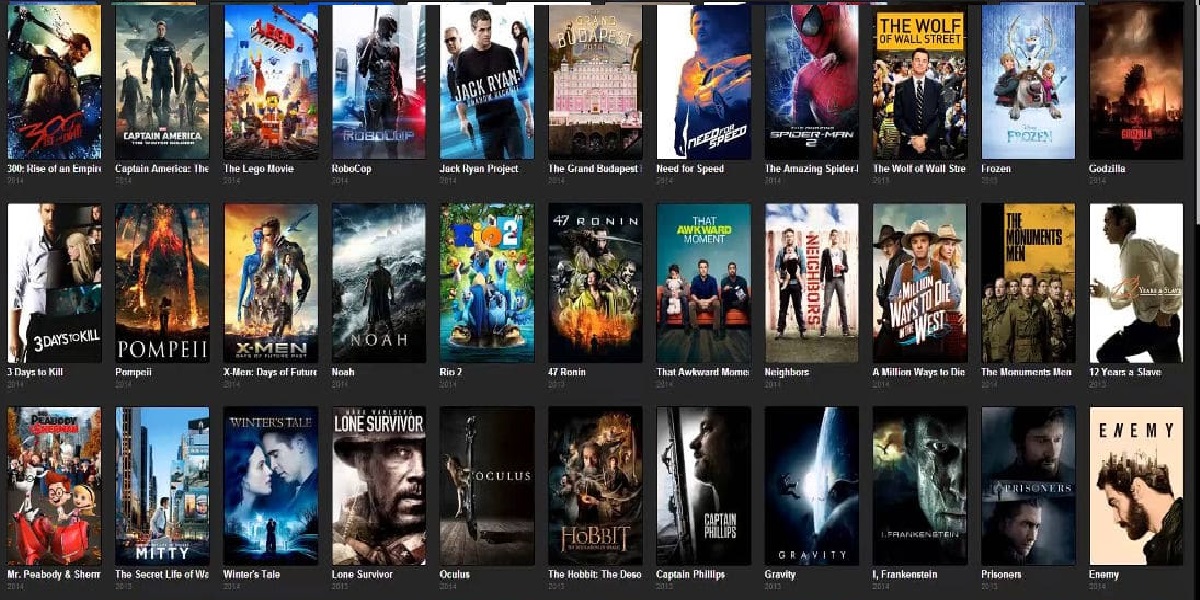 300
CAPTAIN AMERICA
THE WINTER SOLDIER
LEGO
ROBOCOP
JACK RYAN:
GRAND
BUDAPEST
HOTEL
NEED FOR
SPEED
THE AMAZING
SPIDER-MAN
2
THE WOLF
OF WALL STREET
FROZEN
GODZILLA
300: Rise of an Empire
Captain America: The
The Lego Movie
RoboCop
Jack Ryan Project
The Grand Budapest
Need for Speed
The Amazing Spider-
The Wolf of Wall Stre
Frozen
Godzilla
2014
2014
2014
2014
2014
2014
2014
2014
2013
2013
2014
3 DAYS TO KILL
POMPEII
X-MEN
DAYS OF FUTURE PAST
NOAH
RIO 2
47 RONIN
THAT
AWKWARD
MOMENT
NEIGHBORS
A MILLION
WAYS TO DIE
IN THE
WEST
THE
MONUMENTS
MEN
12 YEARS A SLAVE
3 Days to Kill
Pompeii
X-Men: Days of Future
Noah
Rio 2
47 Ronin
That Awkward Mome
Neighbors
A Million Ways to Die
The Monuments Men
12 Years a Slave
2014
2014
2014
2014
2014
2013
2014
2014
2014
2014
2013
PEABODY
SHERMAN
MITTY
WINTER'S TALE
MARK WAHLBERG
LONE SURVIVOR
OCULUS
THE
HOBBIT
CAPTAIN
PHILLIPS
GRAVITY
I, FRANKENSTEIN
PRISONERS
ENEMY
Mr. Peabody & Sherm
The Secret Life of Wa
Winter's Tale
Lone Survivor
Oculus
The Hobbit: The Deso
Captain Phillips
Gravity
I, Frankenstein
Prisoners
Enemy
2014
2013
2014
2013
2014
2013
2013
2013
2014
2013
2014